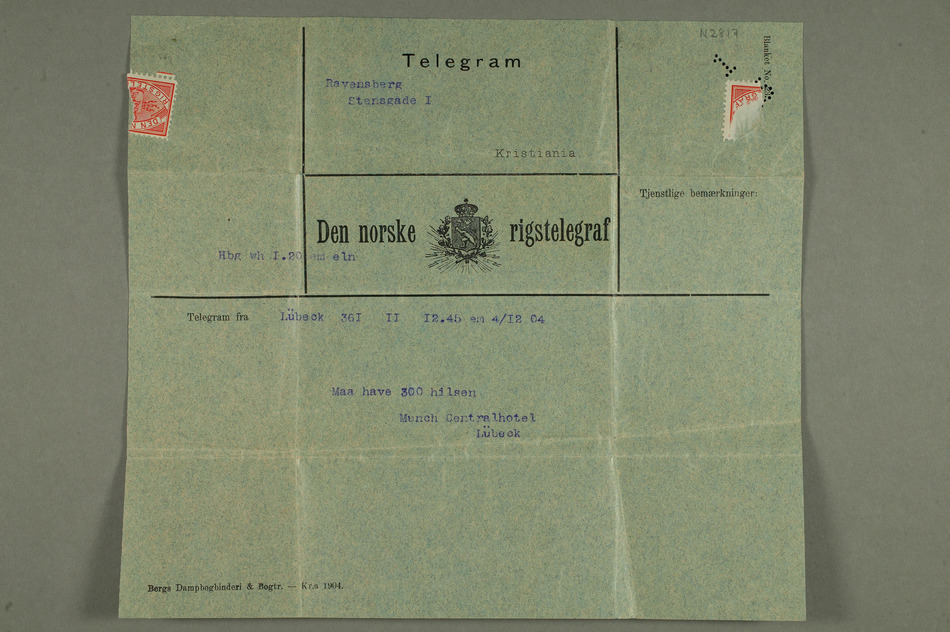 N 2817
Blanket No.
Telegram
Ravensberg
Stensgade I
Kristiania.
Tjenstlige bemærkninger:
Den norske rigstelegraf
Hbg wh I.20 em eln
Telegram fra Lübeck 36I II I2.45 em 4/I2 04
Maa have 300 hilsen
Munch Centralhotel
Lübeck
Bergs Dampbogbinderi & Bogtr. — Kr.a 1904.